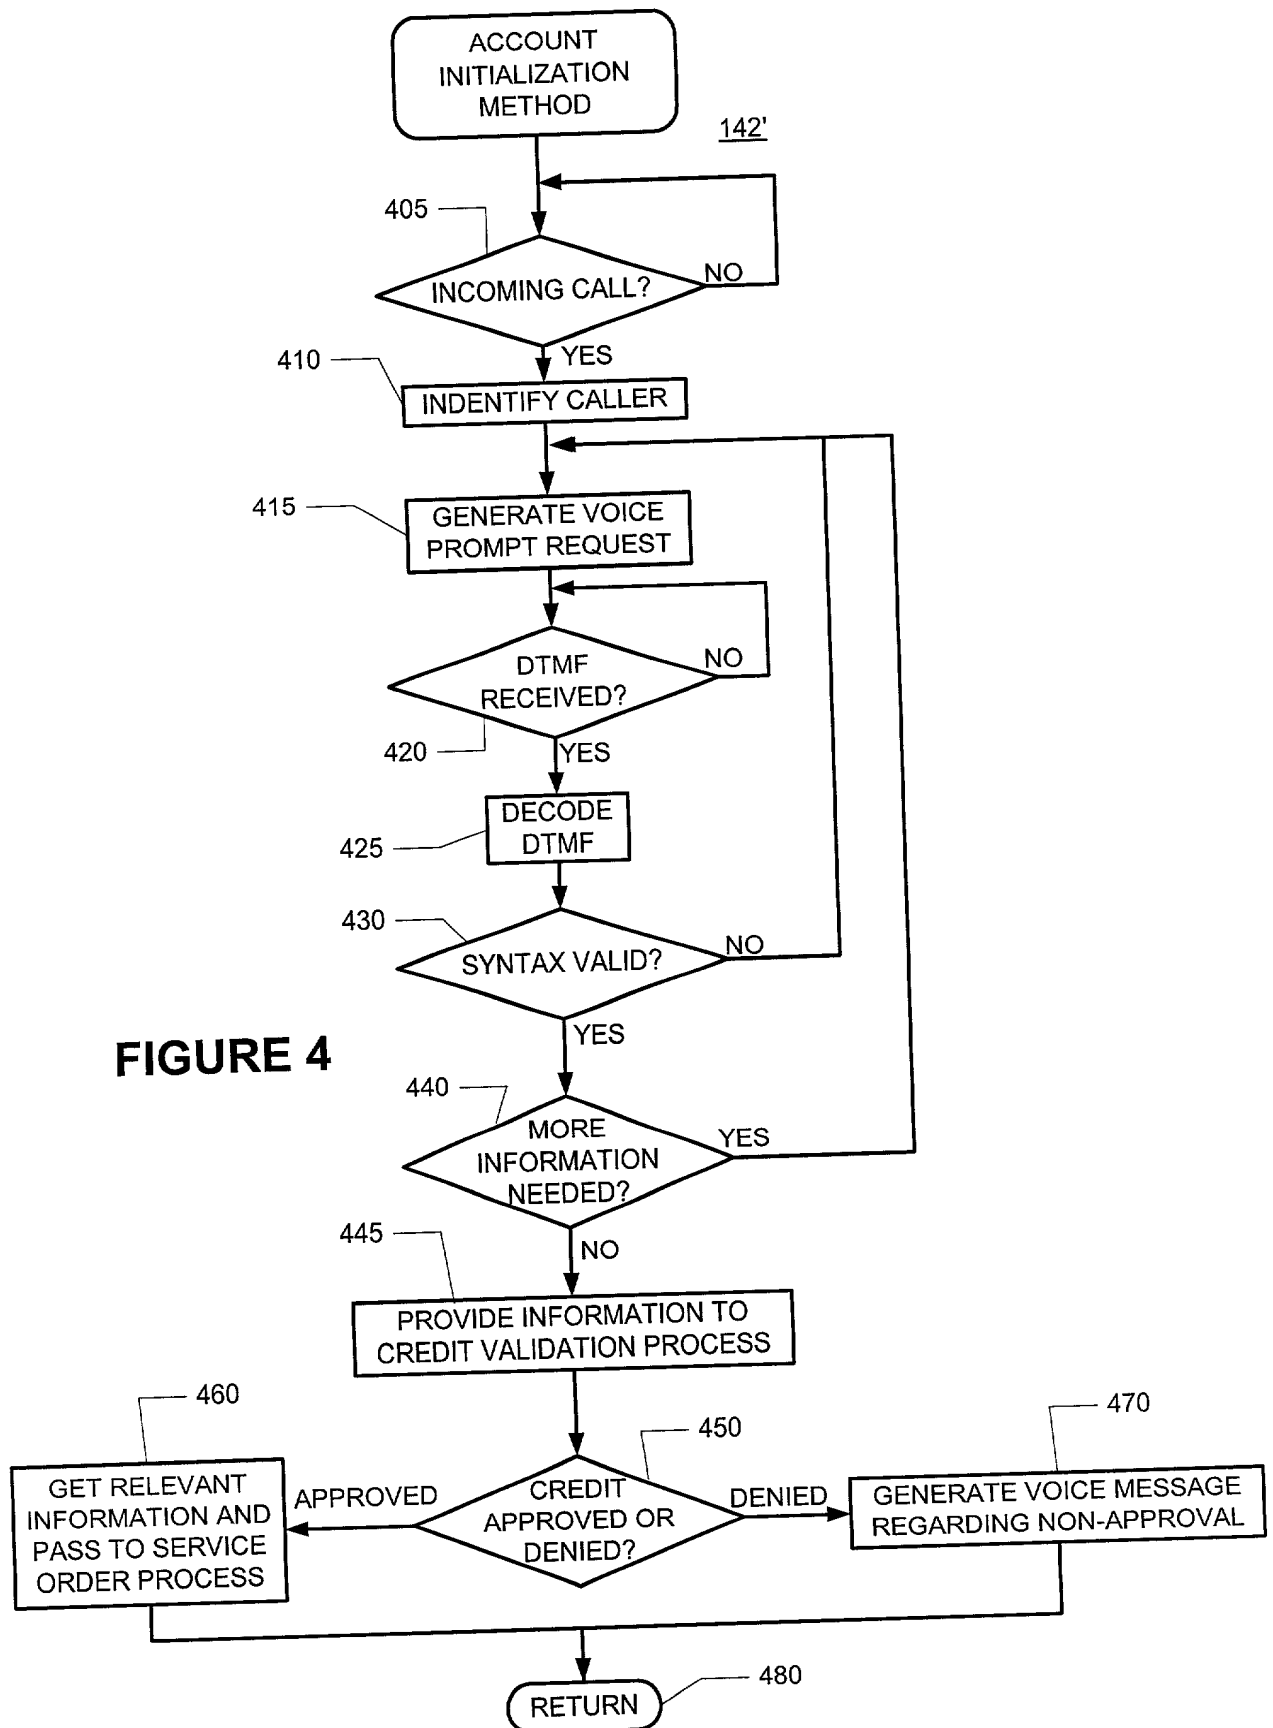 ACCOUNT
INITIALIZATION
METHOD
142'
405
INCOMING CALL?
NO
YES
410
INDENTIFY CALLER
415
GENERATE VOICE
PROMPT REQUEST
DTMF
RECEIVED?
NO
420
YES
425
DECODE
DTMF
430
SYNTAX VALID?
NO
YES
FIGURE 4
440
MORE
INFORMATION
NEEDED?
YES
445
NO
PROVIDE INFORMATION TO
CREDIT VALIDATION PROCESS
460
450
470
GET RELEVANT
INFORMATION AND
PASS TO SERVICE
ORDER PROCESS
APPROVED
CREDIT
APPROVED OR
DENIED?
DENIED
GENERATE VOICE MESSAGE
REGARDING NON-APPROVAL
RETURN
480